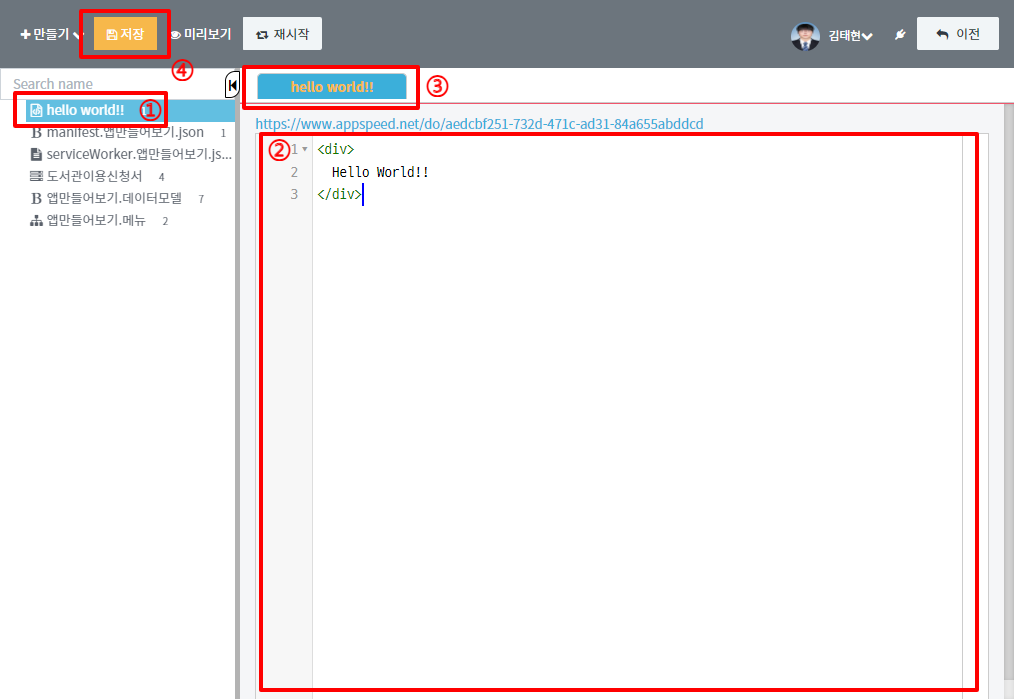 만들기 저장 미리보기 재시작 김태현 이전
④
Search name
hello world!! ①
manifest.앱만들어보기.json 1
serviceWorker.앱만들어보기.js...
도서관이용신청서 4
앱만들어보기.데이터모델 7
앱만들어보기.메뉴 2
hello world!! ③
https://www.appspeed.net/do/aedcbf251-732d-471c-ad31-84a655abddcd
② 1 <div>
2 Hello World!!
3 </div>